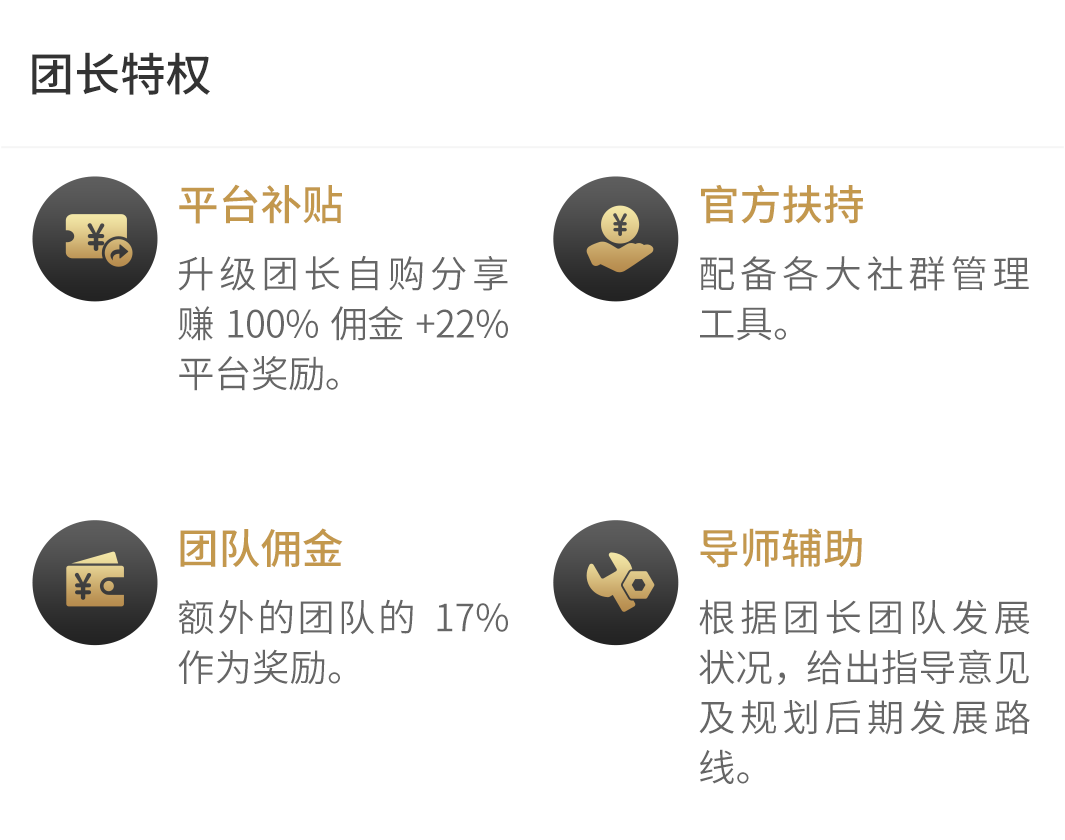 团长特权
平台补贴
升级团长自购分享
赚 100% 佣金 +22%
平台奖励。
官方扶持
配备各大社群管理
工具。
团队佣金
额外的团队的 17%
作为奖励。
导师辅助
根据团长团队发展
状况，给出指导意见
及规划后期发展路
线。